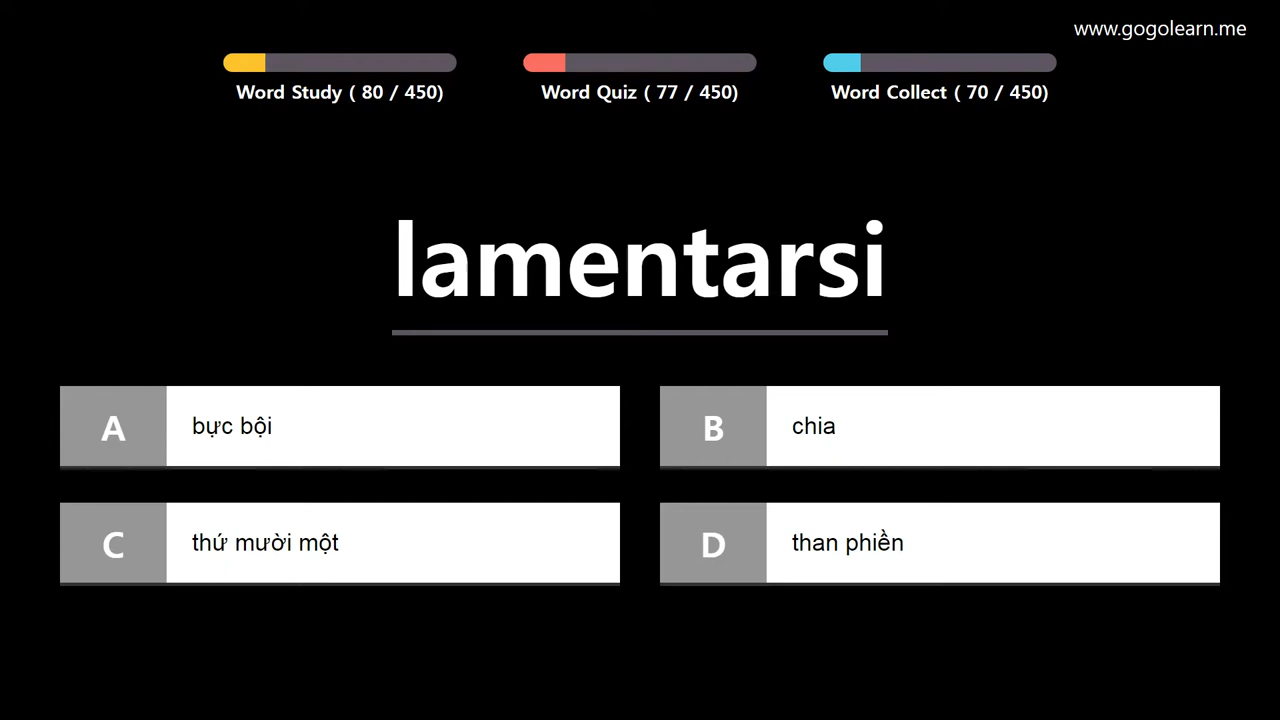 www.gogolearn.me
Word Study ( 80 / 450)
Word Quiz ( 77 / 450)
Word Collect ( 70 / 450)
lamentarsi
A bực bội
B chia
C thứ mười một
D than phiền